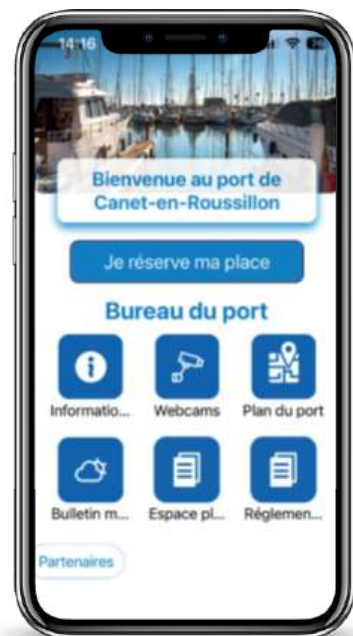 14:16
Bienvenue au port de
Canet-en-Roussillon
Je réserve ma place
Bureau du port
Informatio... Webcams Plan du port
Bulletin m... Espace pl... Réglemen...
Partenaires